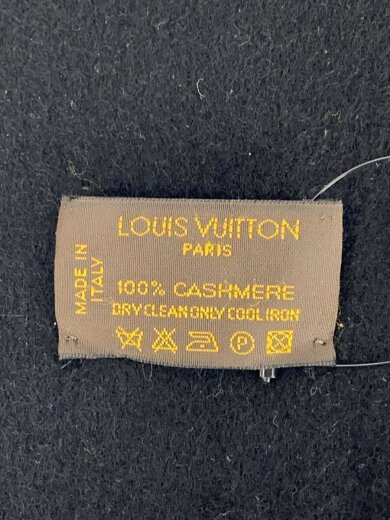 LOUIS VUITTON
PARIS
MADE IN
ITALY
100% CASHMERE
DRY CLEAN ONLY COOL IRON
P